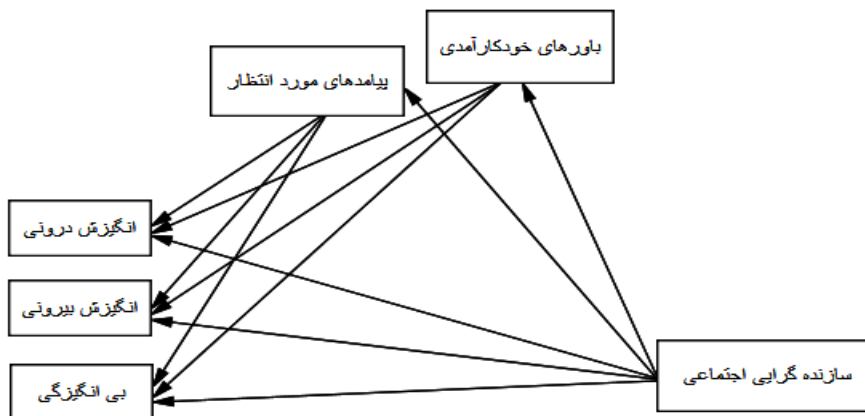 باورهای خودکارآمدی
پیامدهای مورد انتظار
انگیزش درونی
انگیزش بیرونی
سازنده گرایی اجتماعی
بی انگیزگی